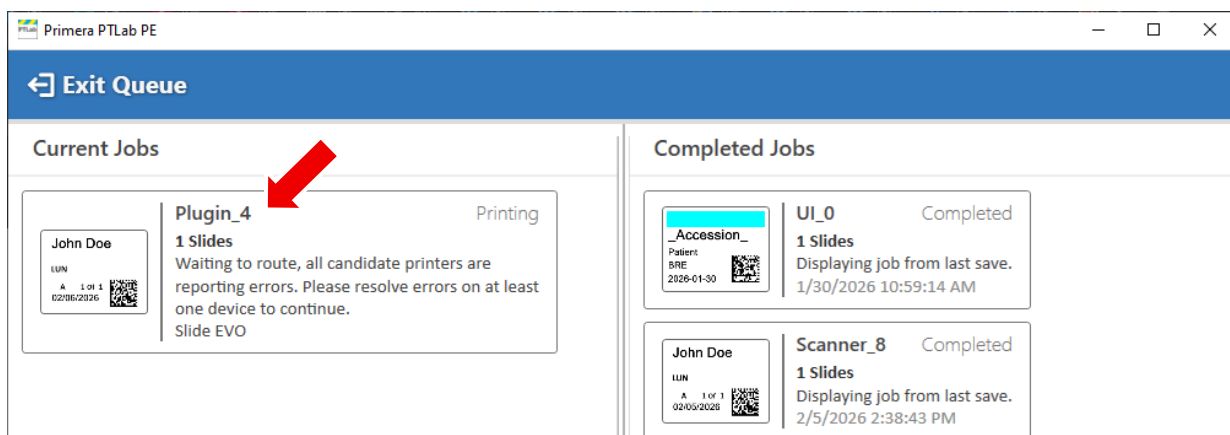 Primera PTLab PE
Exit Queue
Current Jobs
Plugin_4
Printing
1 Slides
Waiting to route, all candidate printers are
reporting errors. Please resolve errors on at least
one device to continue.
Slide EVO
John Doe
LUN
A 1 of 1
02/06/2026
Completed Jobs
UI_0
Completed
1 Slides
Displaying job from last save.
1/30/2026 10:59:14 AM
_Accession_
Patient
BRE
2026-01-30
Scanner_8
Completed
1 Slides
Displaying job from last save.
2/5/2026 2:38:43 PM
John Doe
LUN
A 1 of 1
02/05/2026